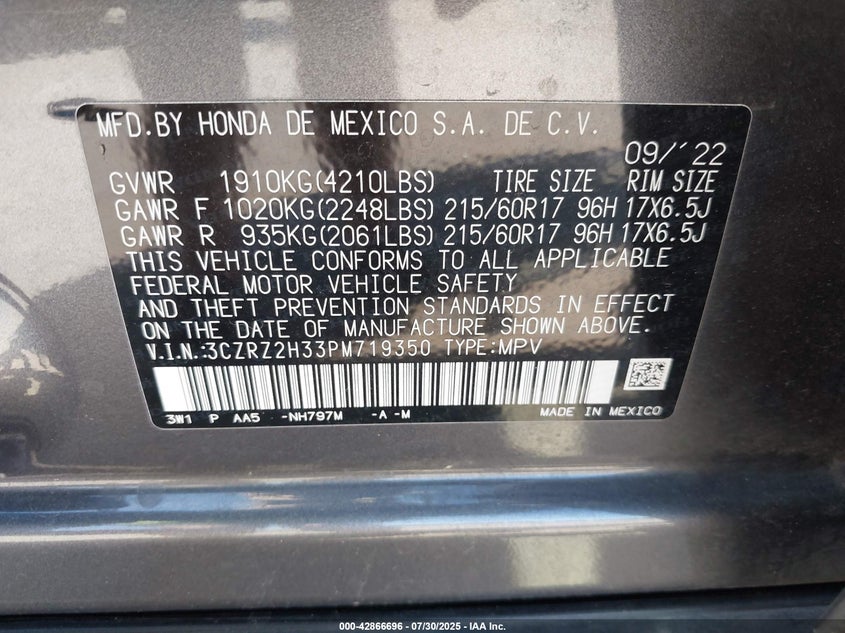 MFD.BY HONDA DE MEXICO S.A. DE C.V.
09/'22
GVWR 1910KG(4210LBS) TIRE SIZE RIM SIZE
GAWR F 1020KG(2248LBS) 215/60R17 96H 17X6.5J
GAWR R 935KG(2061LBS) 215/60R17 96H 17X6.5J
THIS VEHICLE CONFORMS TO ALL APPLICABLE
FEDERAL MOTOR VEHICLE SAFETY
AND THEFT PREVENTION STANDARDS IN EFFECT
ON THE DATE OF MANUFACTURE SHOWN ABOVE.
V.I.N.:3CZRZ2H33PM719350 TYPE:MPV
3W1 P AA5 -NH797M -A -M MADE IN MEXICO
000-42866696 - 07/30/2025 - IAA Inc.